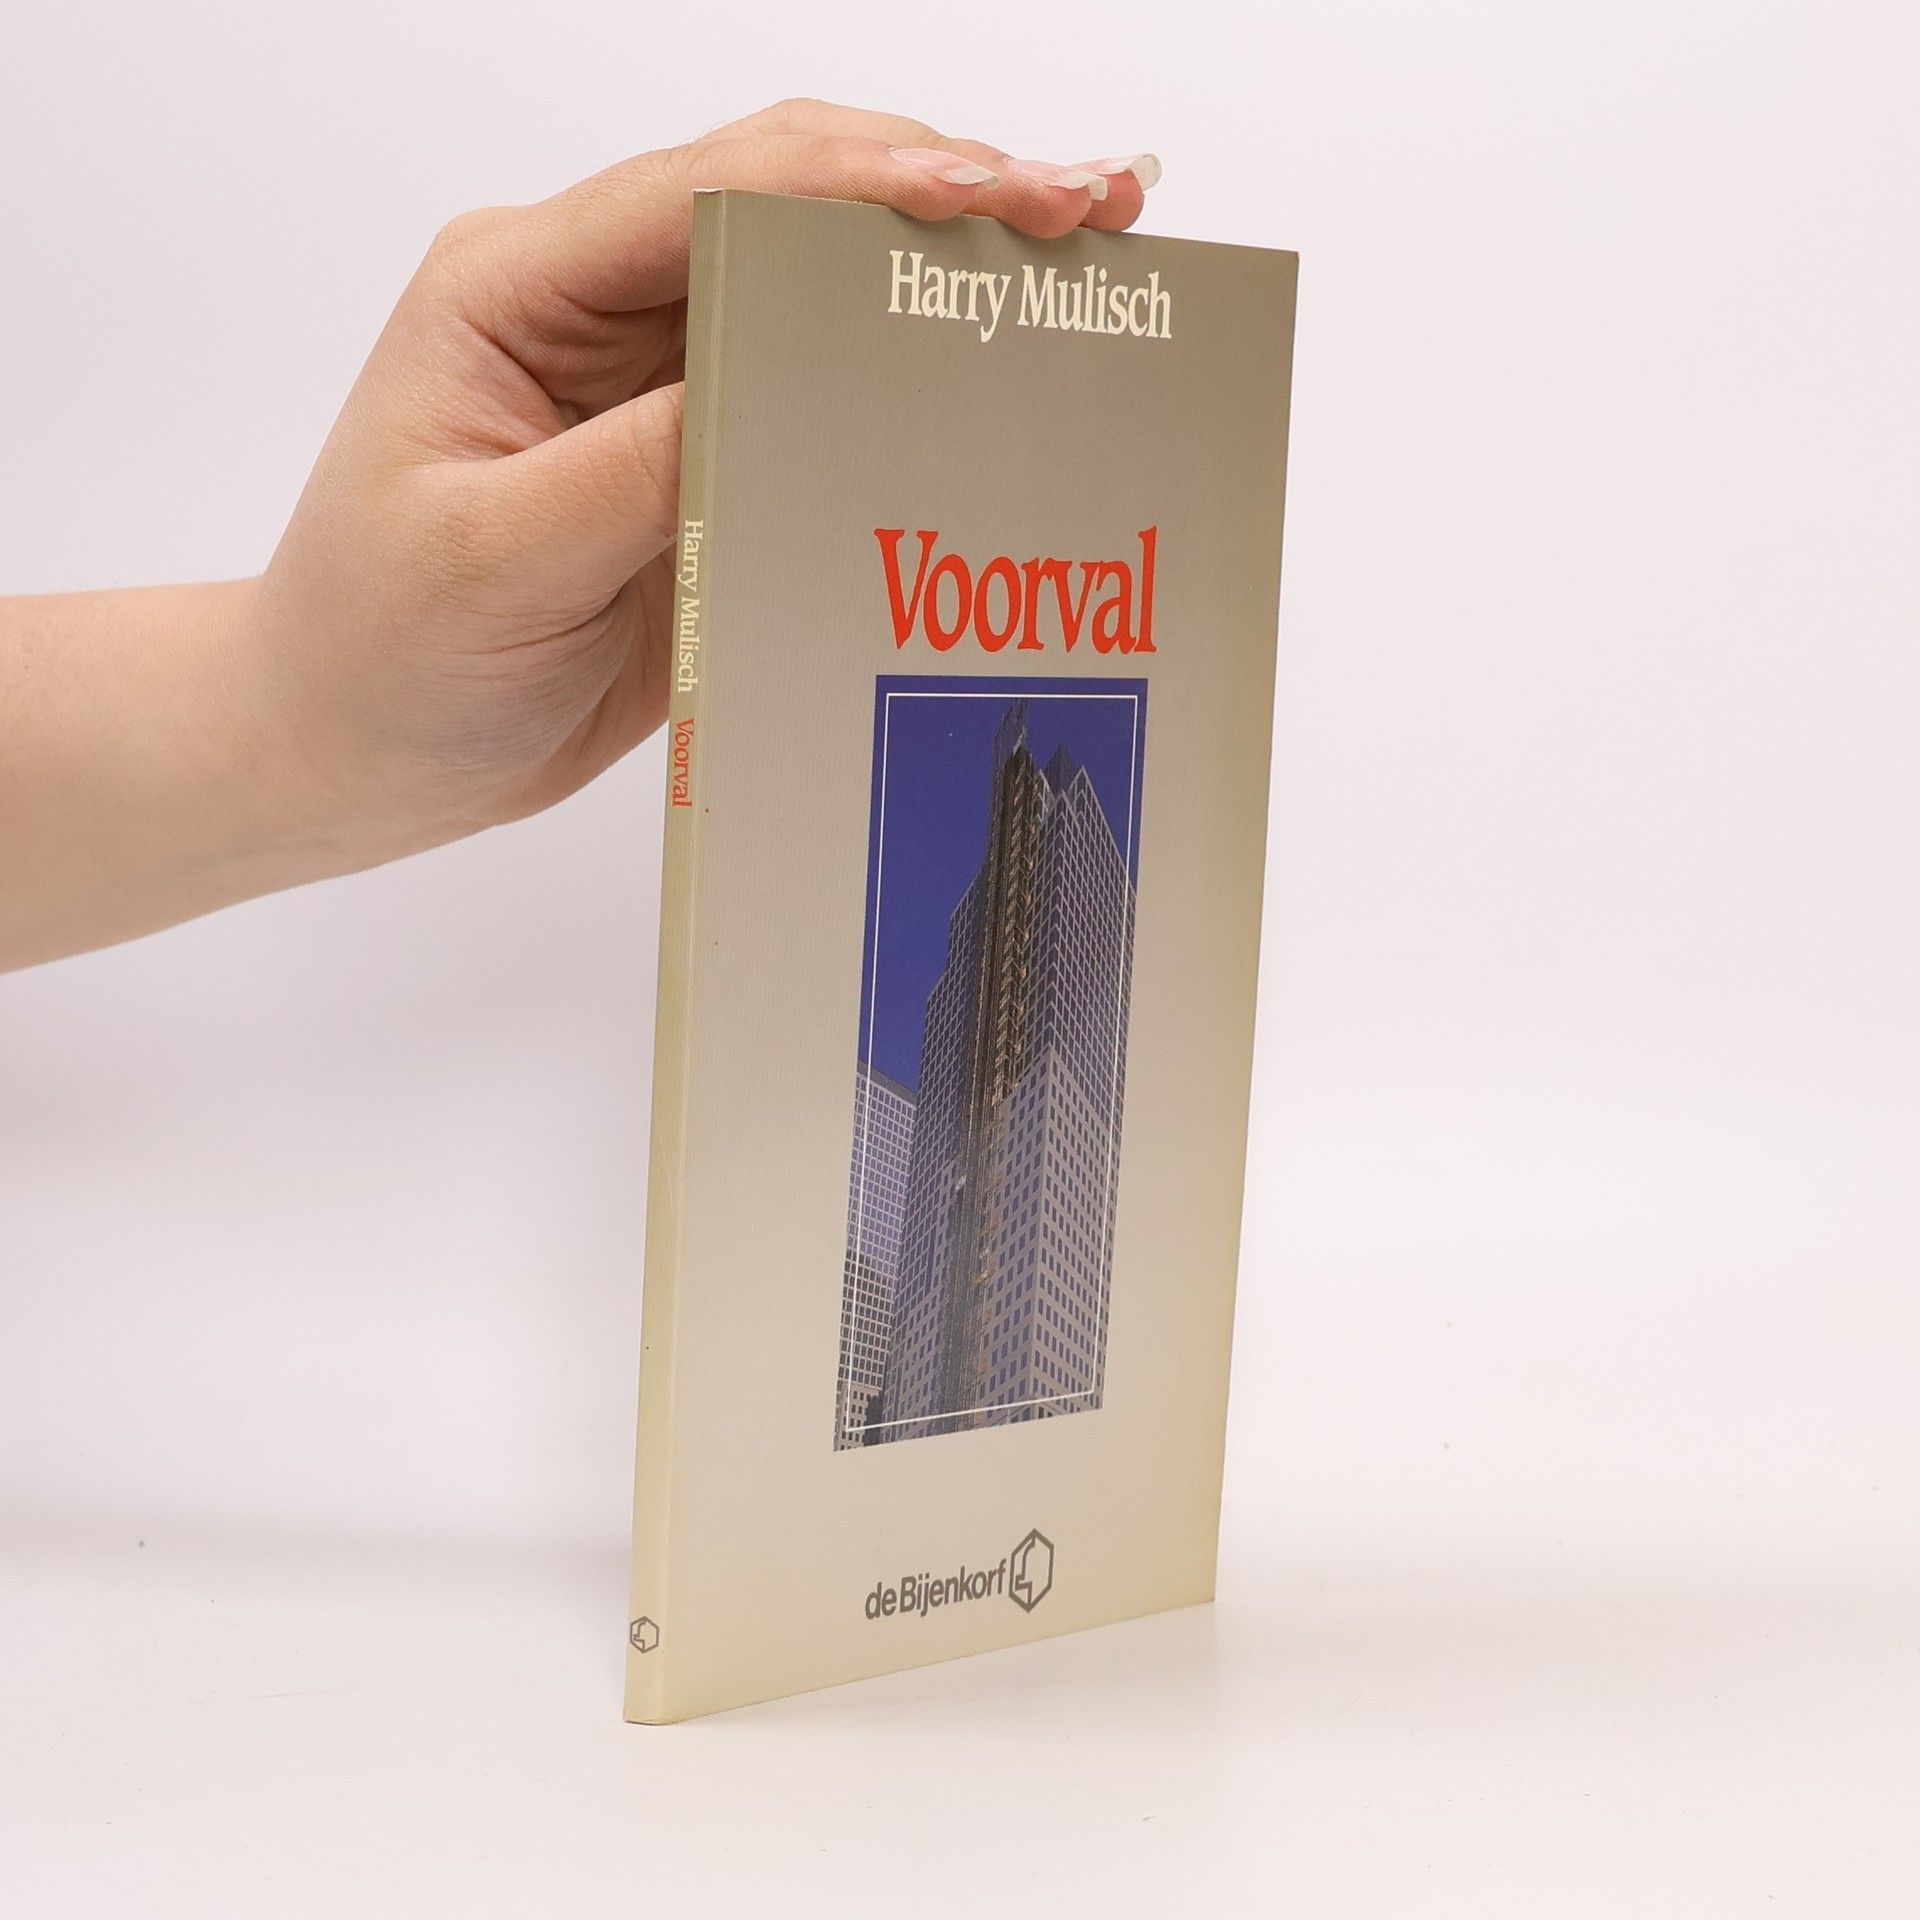 Harry Mulisch
Voorval
de Bijenkorf
Harry Mulisch Voorval